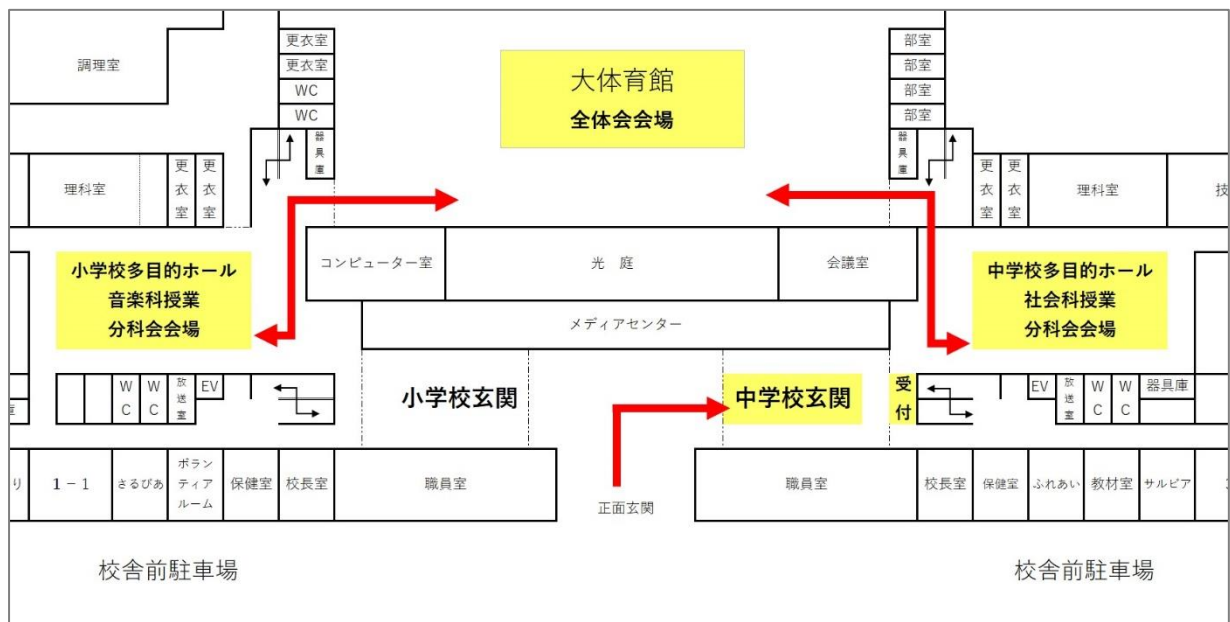 更衣室
部室
調理室
更衣室
大体育館
部室
WC
全体会会場
部室
WC
部室
器具庫
器具庫
理科室
更衣室
更衣室
更衣室
更衣室
理科室
技
小学校多目的ホール
音楽科授業
分科会会場
コンピューター室
光 庭
会議室
中学校多目的ホール
社会科授業
分科会会場
メディアセンター
WC
WC
放送室
EV
小学校玄関
中学校玄関
受付
EV
放送室
WC
WC
器具庫
庫
り
1-1
さるびあ
ボランティアルーム
保健室
校長室
職員室
正面玄関
職員室
校長室
保健室
ふれあい
教材室
サルビア
校舎前駐車場
校舎前駐車場